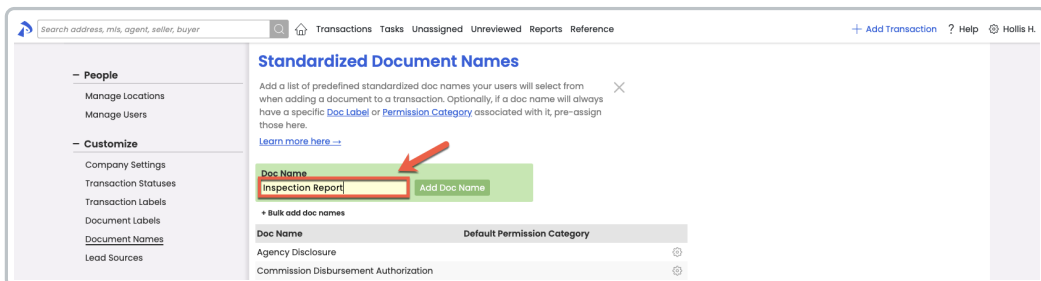 Search address, mls, agent, seller, buyer
Transactions Tasks Unassigned Unreviewed Reports Reference
+ Add Transaction ? Help Hollis H.
− People
Manage Locations
Manage Users
− Customize
Company Settings
Transaction Statuses
Transaction Labels
Document Labels
Document Names
Lead Sources
Standardized Document Names
Add a list of predefined standardized doc names your users will select from
when adding a document to a transaction. Optionally, if a doc name will always
have a specific Doc Label or Permission Category associated with it, pre-assign
those here.
Learn more here →
Doc Name
Inspection Report Add Doc Name
+ Bulk add doc names
Doc Name Default Permission Category
Agency Disclosure
Commission Disbursement Authorization